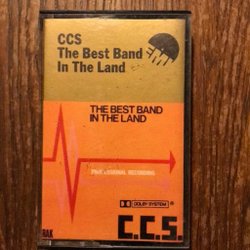 CCS
The Best Band
In The Land
THE BEST BAND
IN THE LAND
RAK
DOLBY SYSTEM ®
C.C.S.